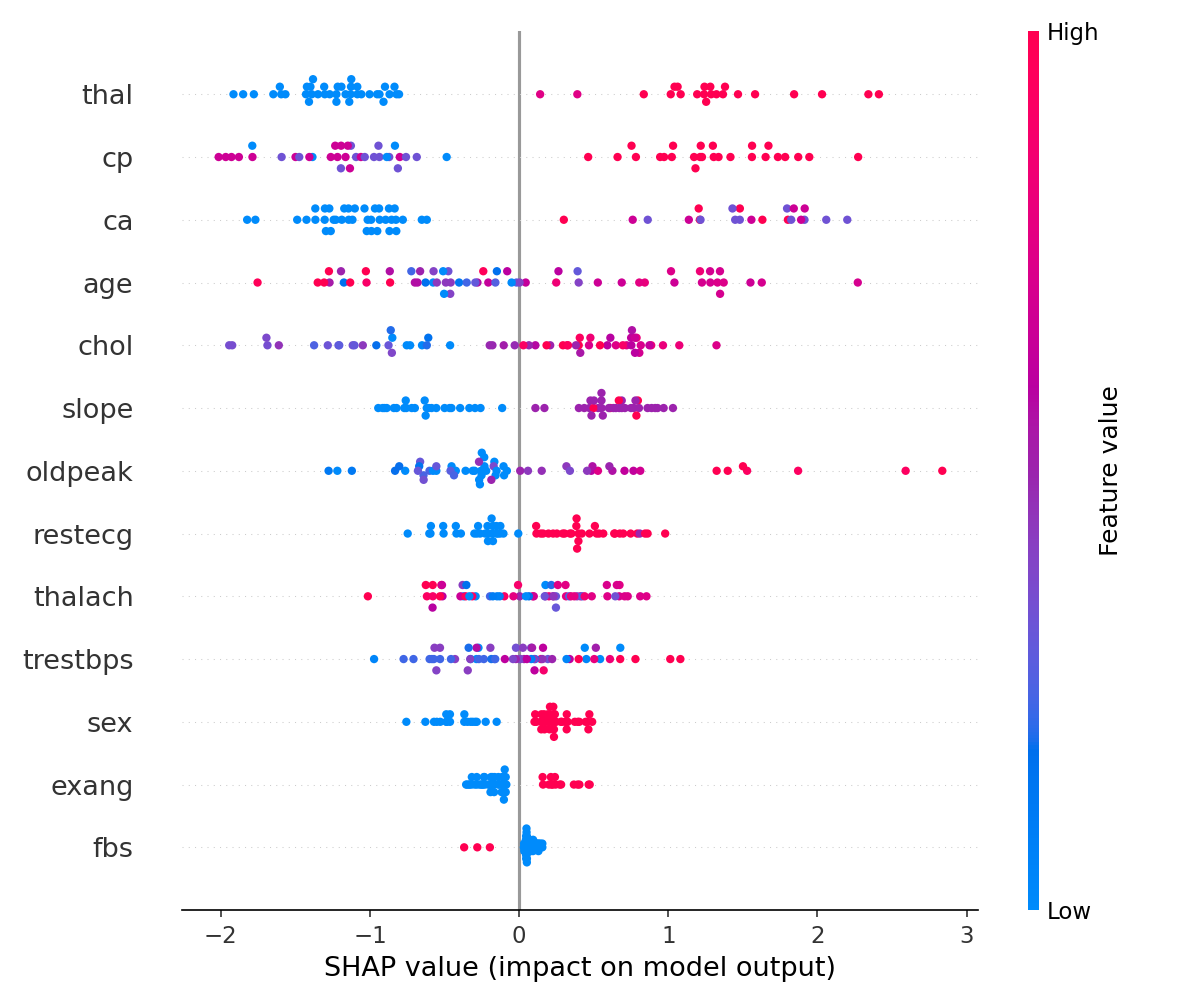 High
thal
cp
ca
age
chol
slope
oldpeak
restecg
thalach
trestbps
sex
exang
fbs
Feature value
Low
−2 −1 0 1 2 3
SHAP value (impact on model output)